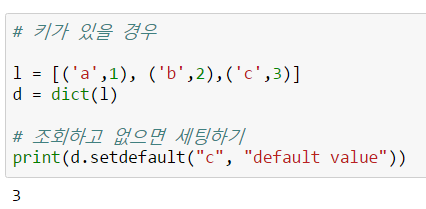 # 키가 있을 경우
l = [('a',1), ('b',2),('c',3)]
d = dict(l)
# 조회하고 없으면 세팅하기
print(d.setdefault("c", "default value"))
3